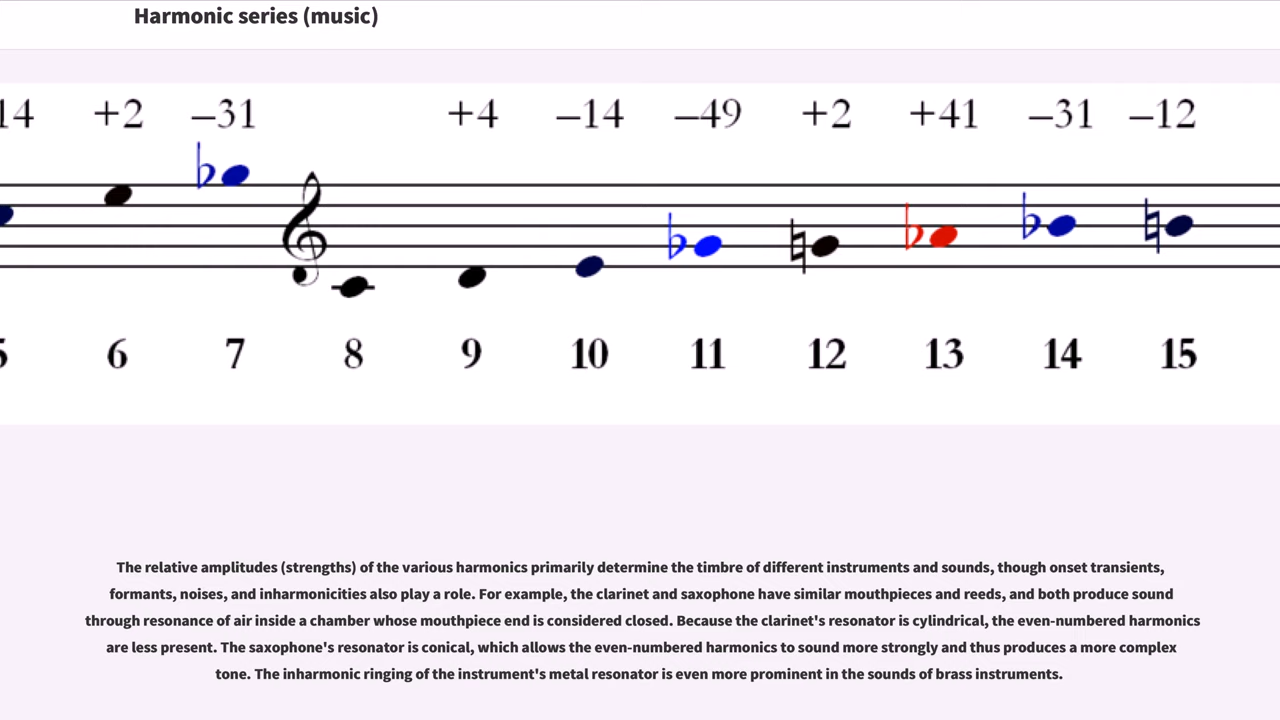 Harmonic series (music)
14 +2 –31 +4 –14 –49 +2 +41 –31 –12
6 7 8 9 10 11 12 13 14 15
The relative amplitudes (strengths) of the various harmonics primarily determine the timbre of different instruments and sounds, though onset transients,
formants, noises, and inharmonicities also play a role. For example, the clarinet and saxophone have similar mouthpieces and reeds, and both produce sound
through resonance of air inside a chamber whose mouthpiece end is considered closed. Because the clarinet's resonator is cylindrical, the even-numbered harmonics
are less present. The saxophone's resonator is conical, which allows the even-numbered harmonics to sound more strongly and thus produces a more complex
tone. The inharmonic ringing of the instrument's metal resonator is even more prominent in the sounds of brass instruments.